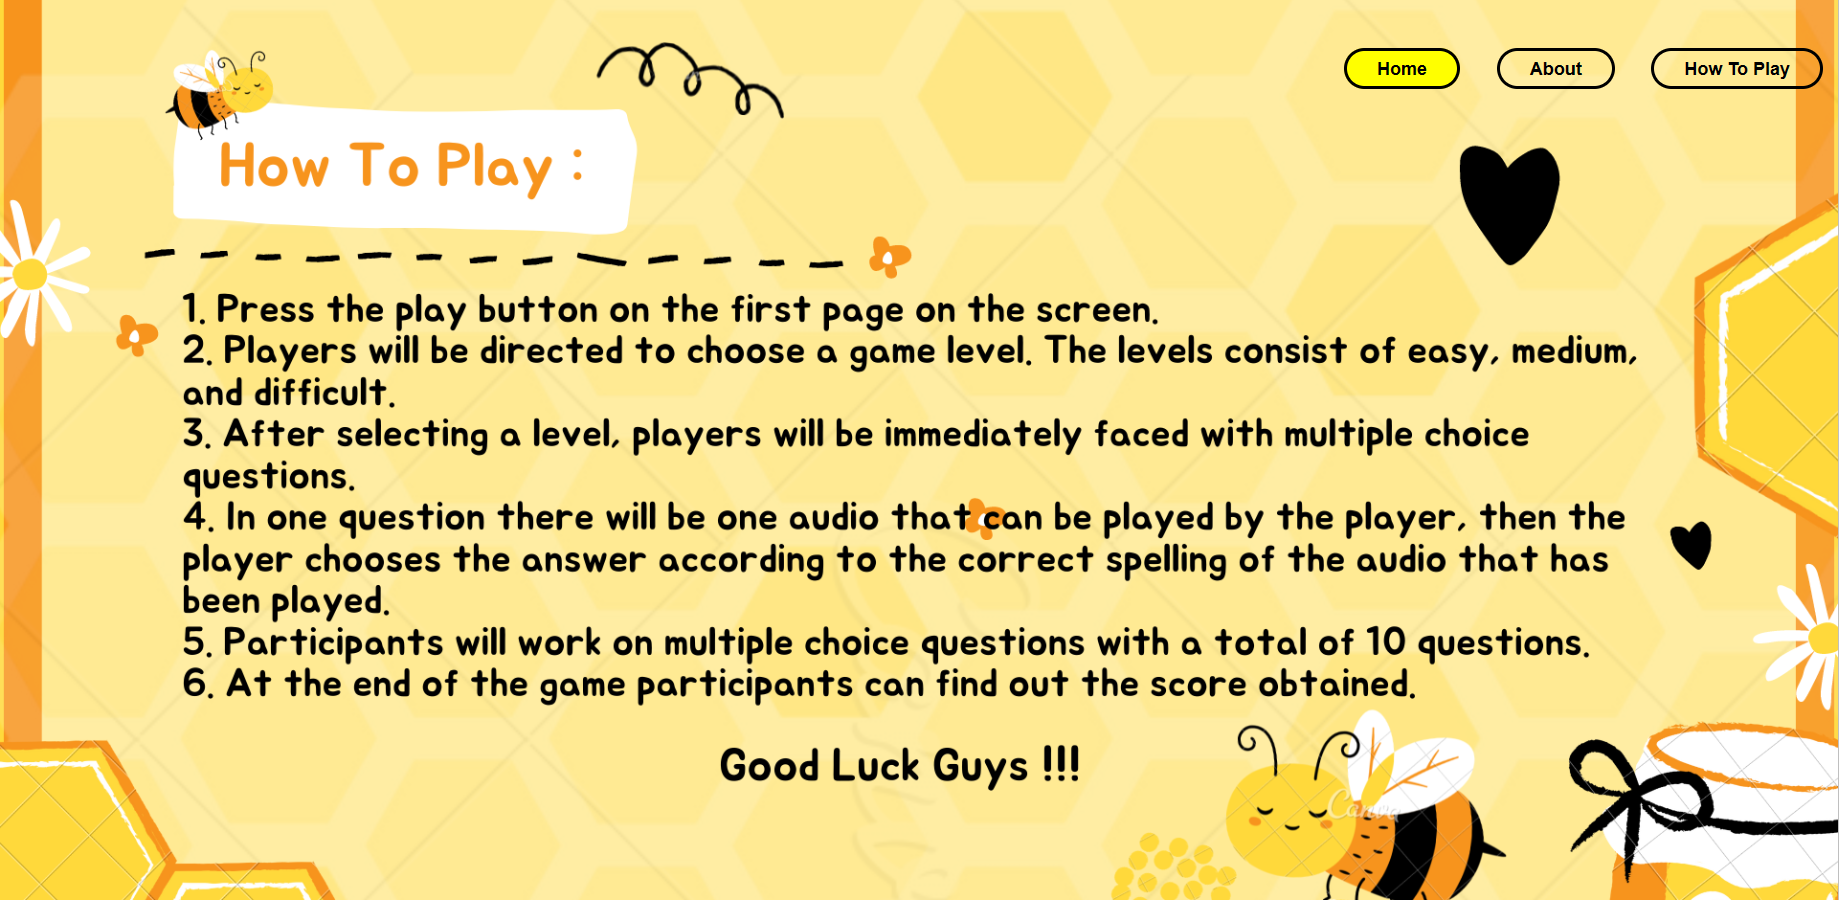 Home About How To Play
How To Play :
1. Press the play button on the first page on the screen.
2. Players will be directed to choose a game level. The levels consist of easy, medium,
and difficult.
3. After selecting a level, players will be immediately faced with multiple choice
questions.
4. In one question there will be one audio that can be played by the player, then the
player chooses the answer according to the correct spelling of the audio that has
been played.
5. Participants will work on multiple choice questions with a total of 10 questions.
6. At the end of the game participants can find out the score obtained.
Good Luck Guys !!!
Canva